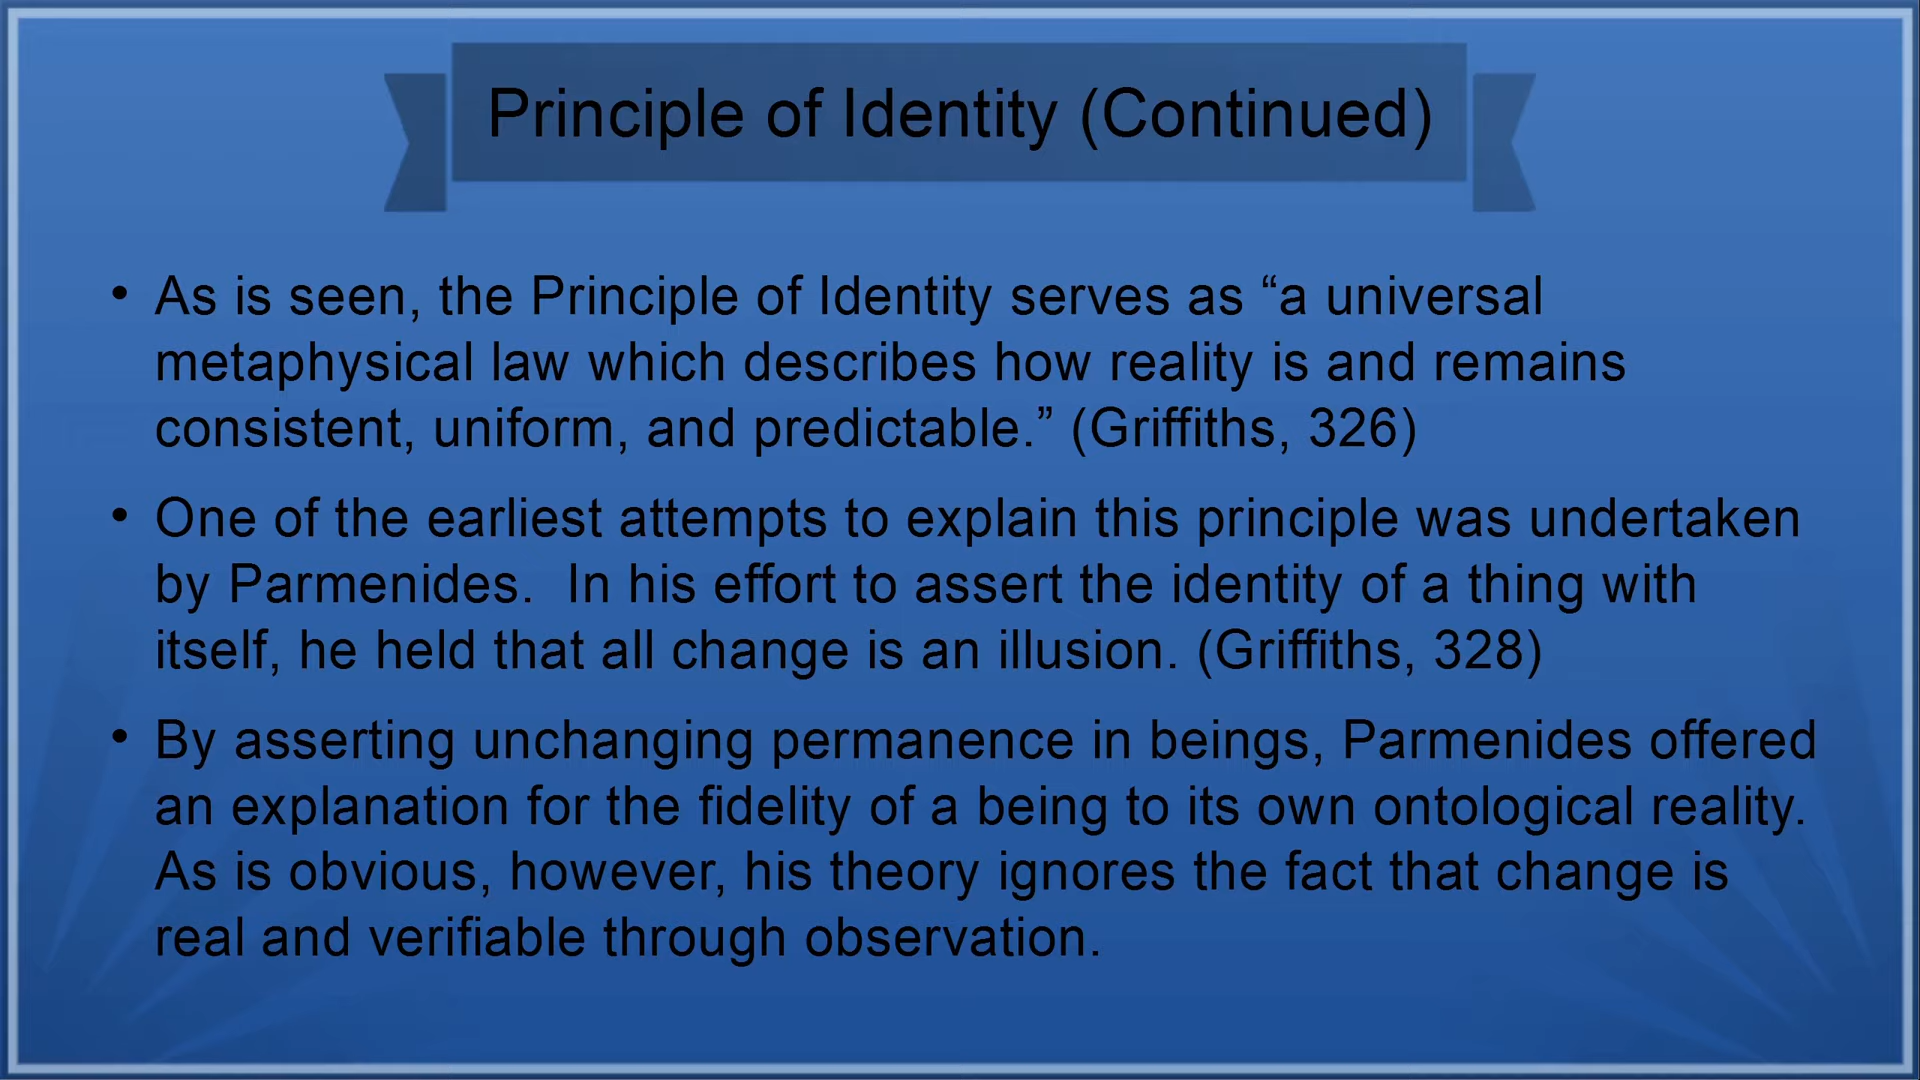 Principle of Identity (Continued)
• As is seen, the Principle of Identity serves as “a universal
metaphysical law which describes how reality is and remains
consistent, uniform, and predictable.” (Griffiths, 326)
• One of the earliest attempts to explain this principle was undertaken
by Parmenides.  In his effort to assert the identity of a thing with
itself, he held that all change is an illusion. (Griffiths, 328)
• By asserting unchanging permanence in beings, Parmenides offered
an explanation for the fidelity of a being to its own ontological reality.
As is obvious, however, his theory ignores the fact that change is
real and verifiable through observation.